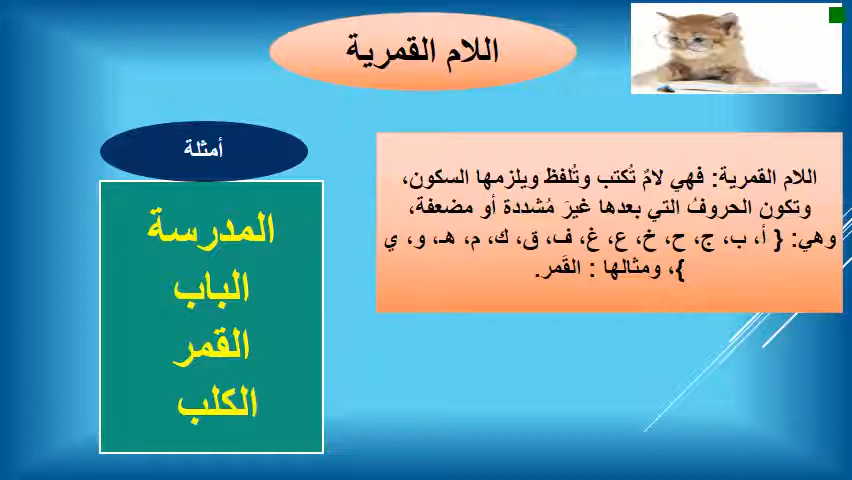 اللام القمرية
اللام القمرية: فهي لامٌ تُكتب وتُلفظ ويلزمها السكون،
وتكون الحروفُ التي بعدها غيرَ مُشددة أو مضعفة،
وهي: { أ، ب، ج، ح، خ، ع، غ، ف، ق، ك، م، هـ، و، ي
}، ومثالها : القَمر.
أمثلة
المدرسة
الباب
القمر
الكلب